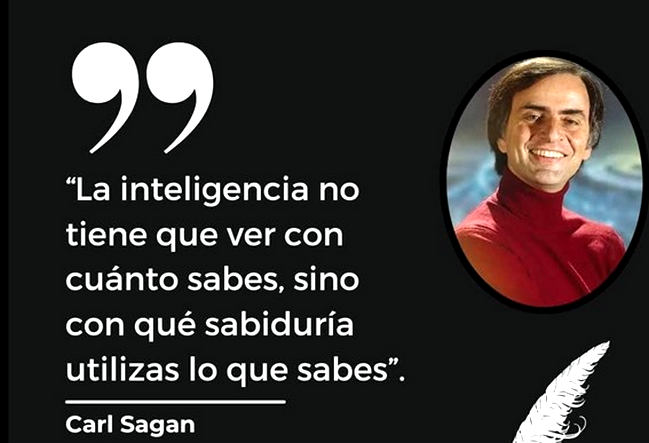 “La inteligencia no
tiene que ver con
cuánto sabes, sino
con qué sabiduría
utilizas lo que sabes”.
Carl Sagan